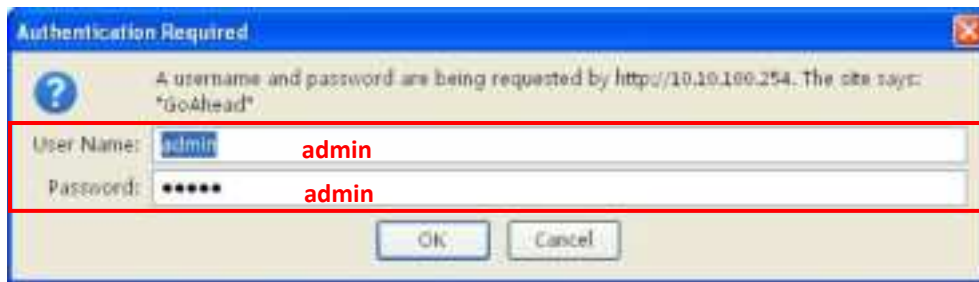 Authentication Required
A username and password are being requested by http://10.10.100.254. The site says:
"GoAhead"
User Name: admin admin
Password: ••••• admin
OK Cancel